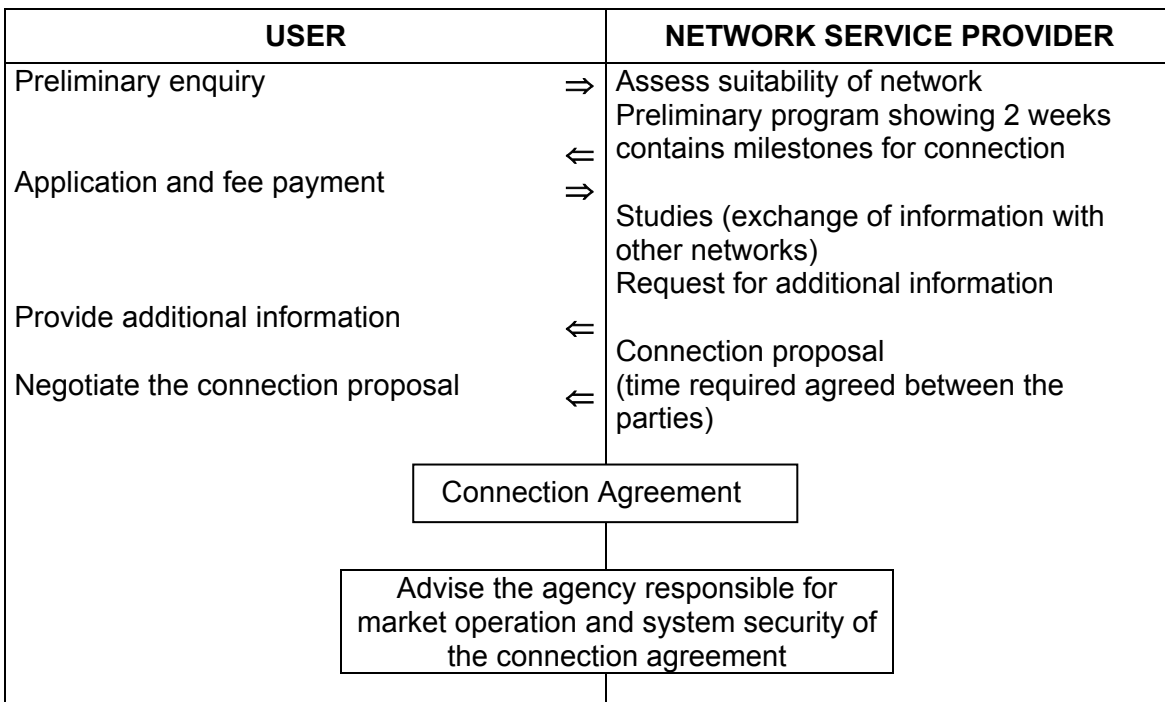 USER
NETWORK SERVICE PROVIDER
Preliminary enquiry ⇒
Assess suitability of network
Preliminary program showing 2 weeks
⇐ contains milestones for connection
Application and fee payment ⇒
Studies (exchange of information with
other networks)
Request for additional information
Provide additional information ⇐
Connection proposal
Negotiate the connection proposal ⇐
(time required agreed between the
parties)
Connection Agreement
Advise the agency responsible for
market operation and system security of
the connection agreement